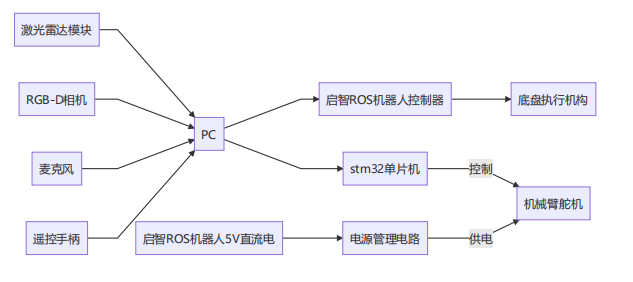 激光雷达模块
RGB-D相机
麦克风
遥控手柄
PC
启智ROS机器人控制器
底盘执行机构
stm32单片机
控制
机械臂舵机
启智ROS机器人5V直流电
电源管理电路
供电